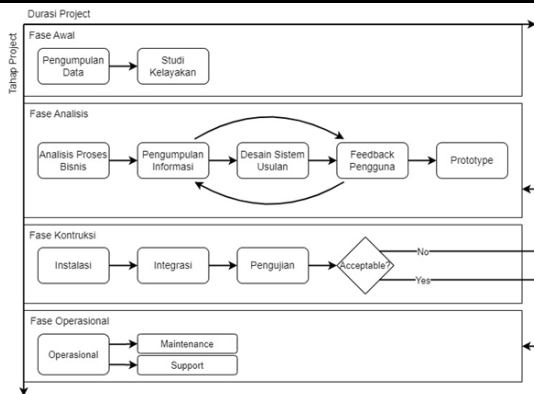 Durasi Project
Tahap Project
Fase Awal
Pengumpulan
Data
Studi
Kelayakan
Fase Analisis
Analisis Proses
Bisnis
Pengumpulan
Informasi
Desain Sistem
Usulan
Feedback
Pengguna
Prototype
Fase Kontruksi
Instalasi
Integrasi
Pengujian
Acceptable?
No
Yes
Fase Operasional
Operasional
Maintenance
Support